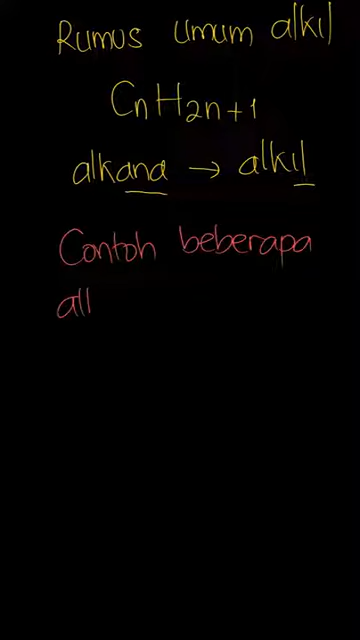 Rumus umum alkil
CnH2n+1
alkana → alkil
Contoh beberapa
all